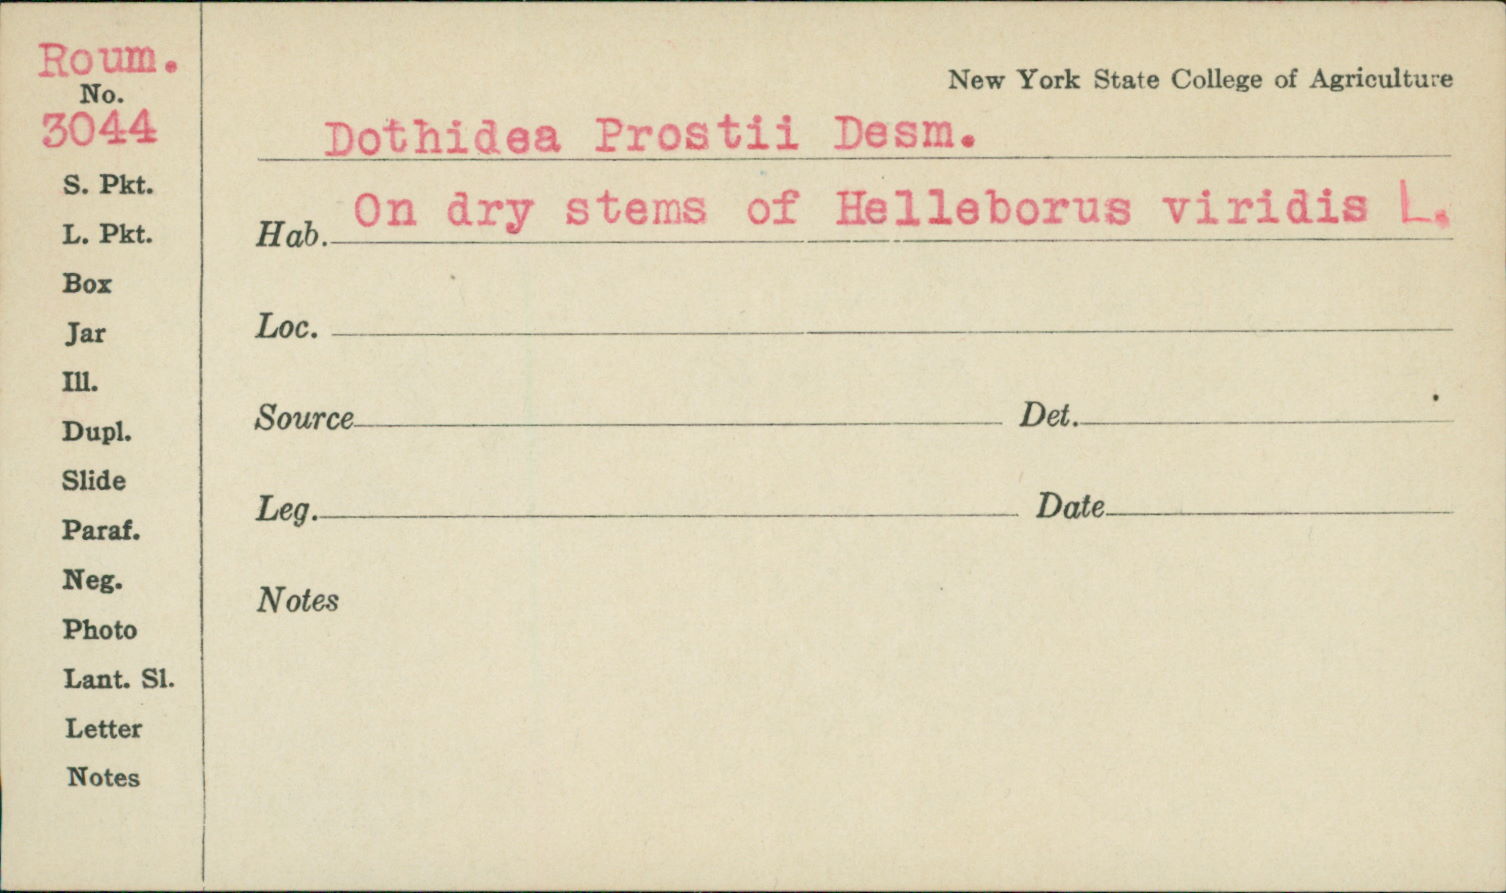 Roum.
No.
3044
S. Pkt.
L. Pkt.
Box
Jar
Ill.
Dupl.
Slide
Paraf.
Neg.
Photo
Lant. Sl.
Letter
Notes
New York State College of Agriculture
Dothidea Prostii Desm.
Hab. On dry stems of Helleborus viridis L.
Loc.
Source Det.
Leg. Date
Notes